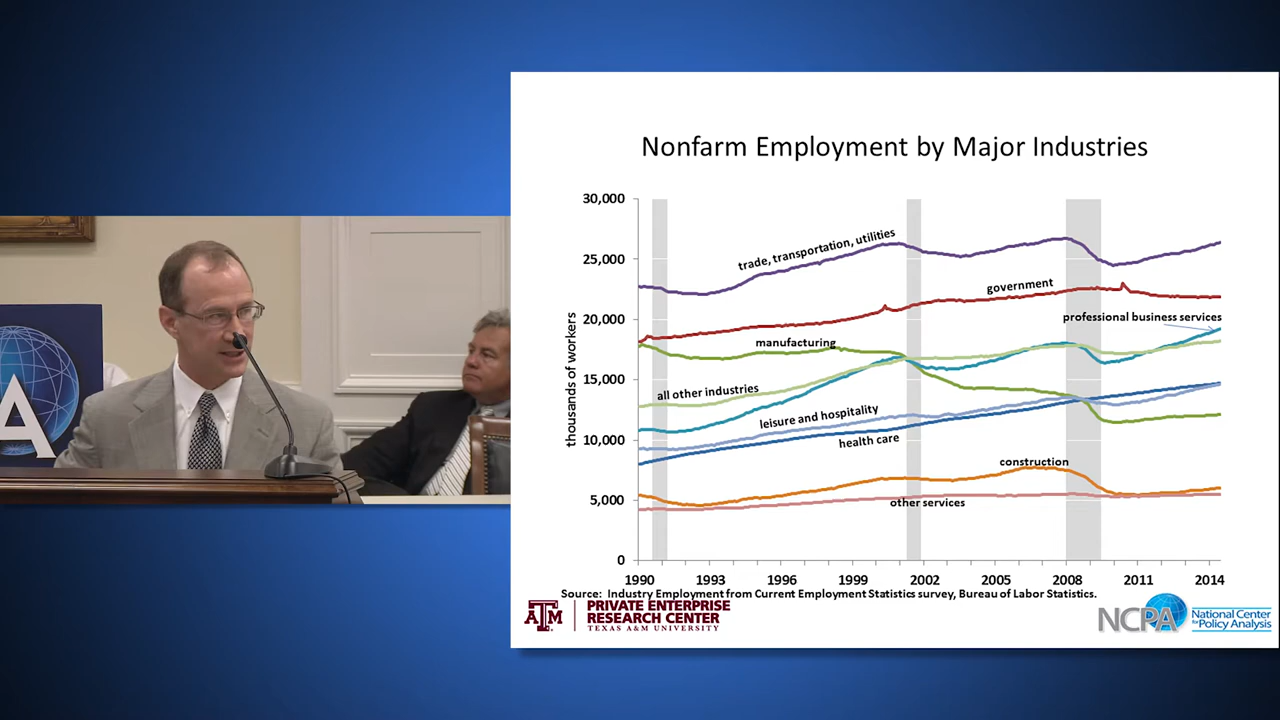 A
Nonfarm Employment by Major Industries
30,000
25,000
20,000
15,000
10,000
5,000
0
thousands of workers
trade, transportation, utilities
government
professional business services
manufacturing
all other industries
leisure and hospitality
health care
construction
other services
1990 1993 1996 1999 2002 2005 2008 2011 2014
Source: Industry Employment from Current Employment Statistics survey, Bureau of Labor Statistics.
ATM
PRIVATE ENTERPRISE
RESEARCH CENTER
TEXAS A&M UNIVERSITY
NCPA
National Center
for Policy Analysis